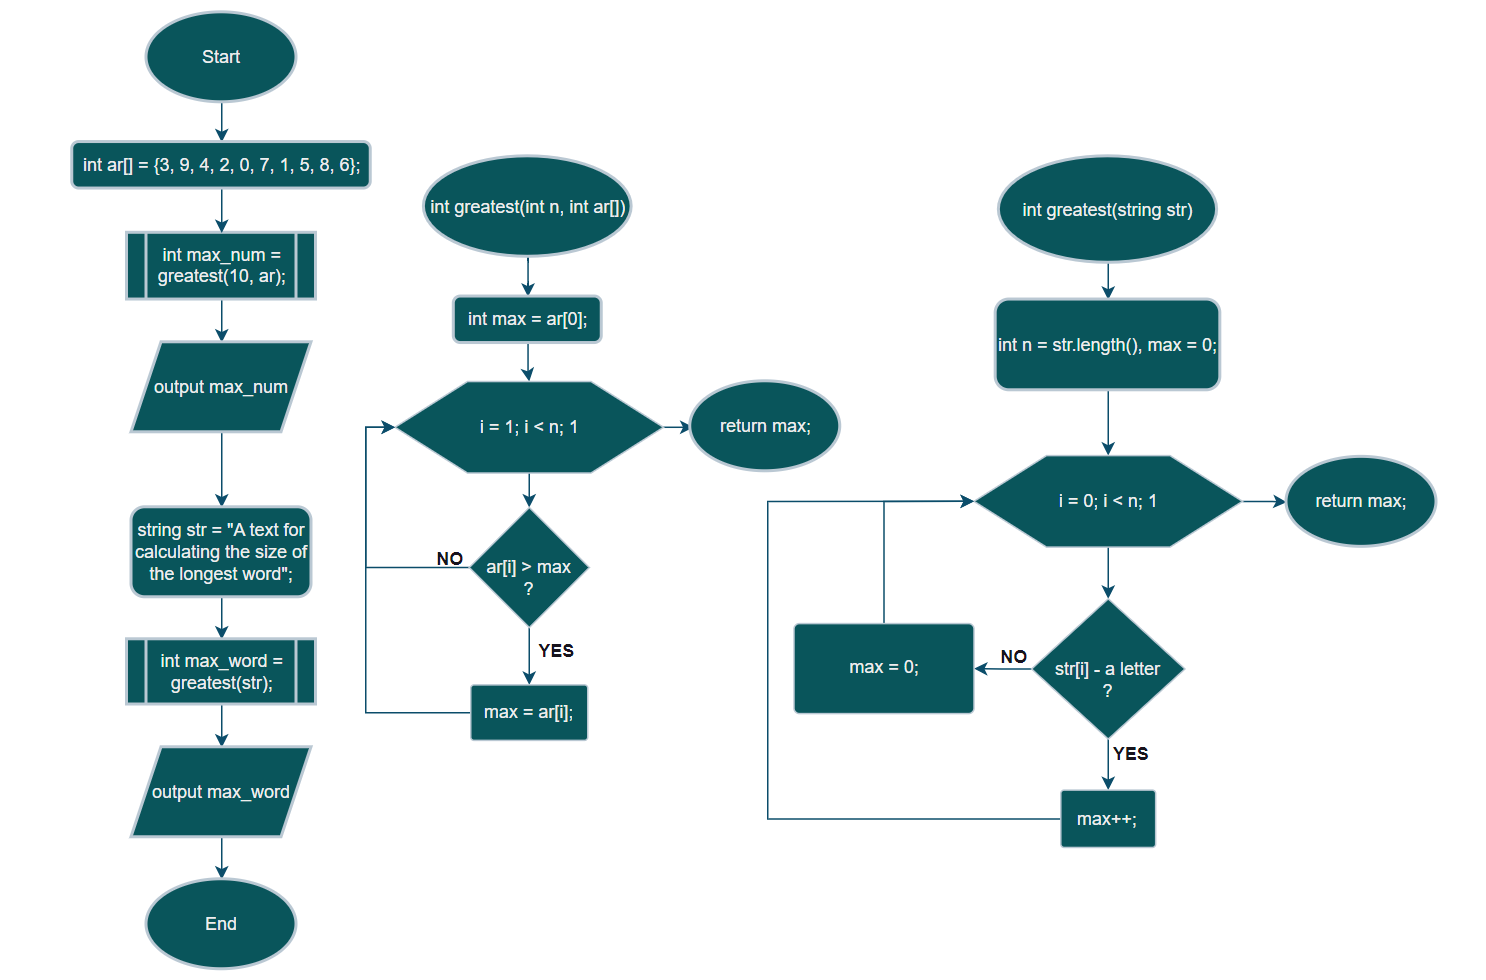 Start
int ar[] = {3, 9, 4, 2, 0, 7, 1, 5, 8, 6};
int max_num =
greatest(10, ar);
output max_num
string str = "A text for
calculating the size of
the longest word";
int max_word =
greatest(str);
output max_word
End
int greatest(int n, int ar[])
int max = ar[0];
i = 1; i < n; 1
return max;
ar[i] > max
?
NO
YES
max = ar[i];
int greatest(string str)
int n = str.length(), max = 0;
i = 0; i < n; 1
return max;
str[i] - a letter
?
NO
max = 0;
YES
max++;